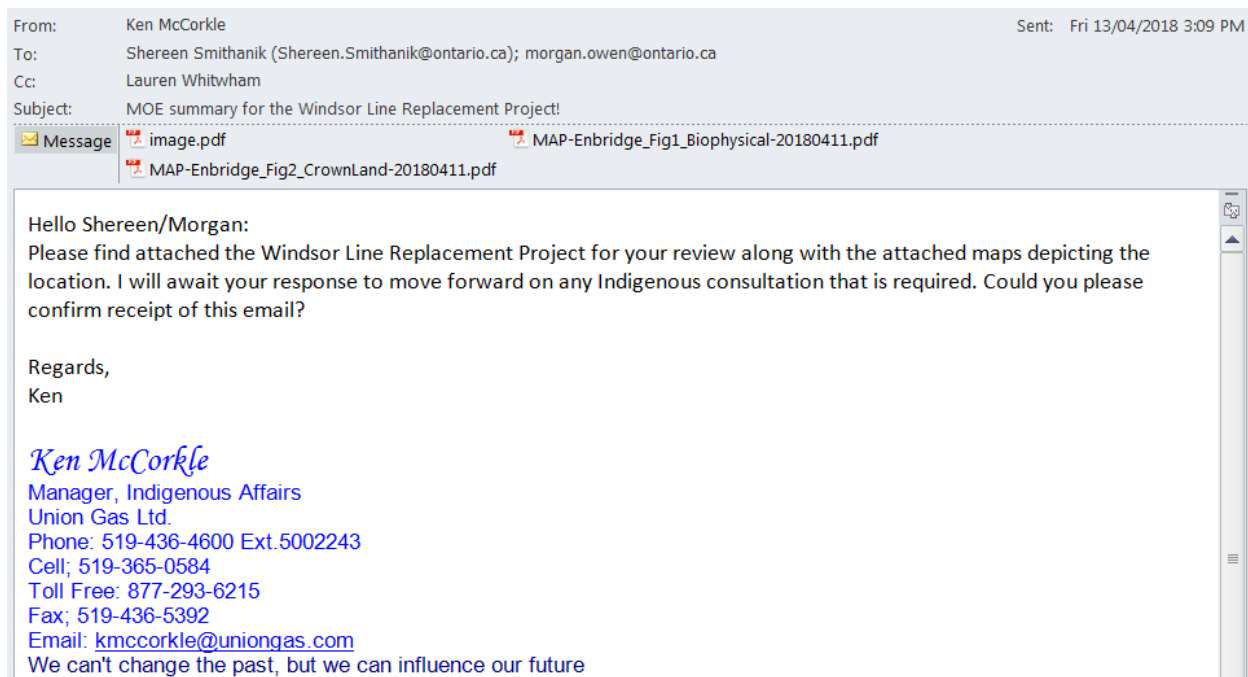 From: Ken McCorkle Sent: Fri 13/04/2018 3:09 PM
To: Shereen Smithanik (Shereen.Smithanik@ontario.ca); morgan.owen@ontario.ca
Cc: Lauren Whitwham
Subject: MOE summary for the Windsor Line Replacement Project!
Message image.pdf MAP-Enbridge_Fig1_Biophysical-20180411.pdf
MAP-Enbridge_Fig2_CrownLand-20180411.pdf
Hello Shereen/Morgan:
Please find attached the Windsor Line Replacement Project for your review along with the attached maps depicting the
location. I will await your response to move forward on any Indigenous consultation that is required. Could you please
confirm receipt of this email?
Regards,
Ken
Ken McCorkle
Manager, Indigenous Affairs
Union Gas Ltd.
Phone: 519-436-4600 Ext.5002243
Cell; 519-365-0584
Toll Free: 877-293-6215
Fax; 519-436-5392
Email: kmccorkle@uniongas.com
We can't change the past, but we can influence our future